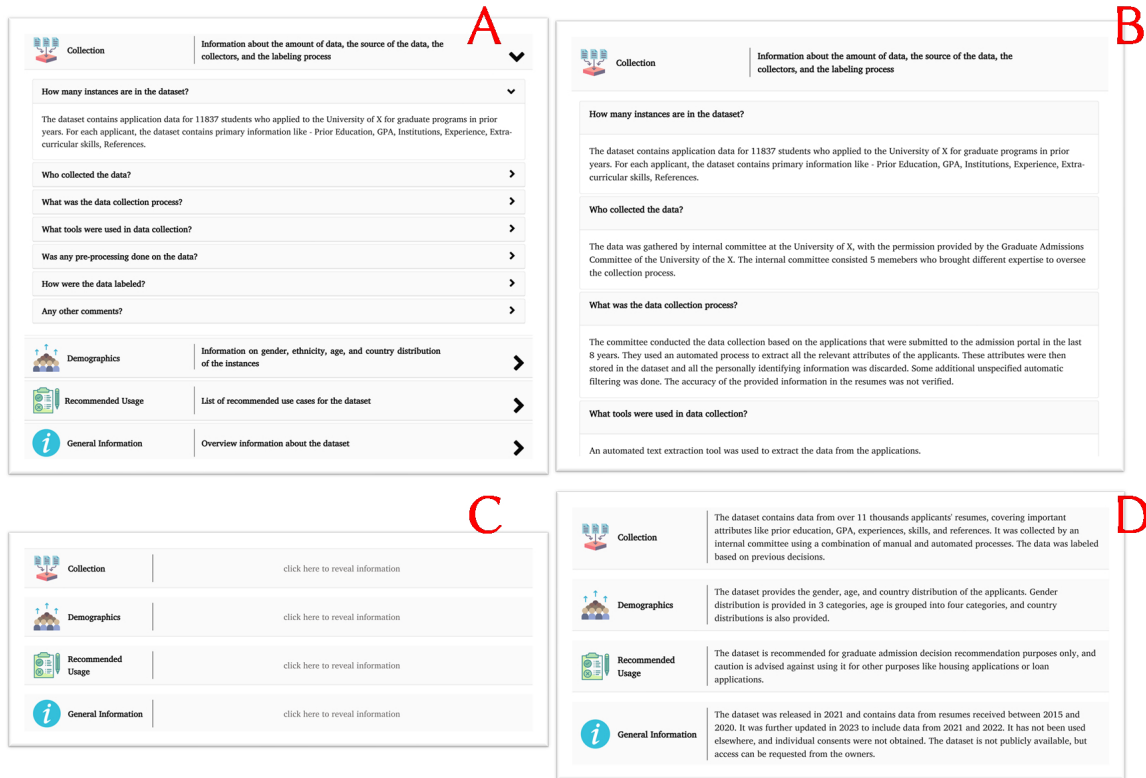 A
Collection
Information about the amount of data, the source of the data, the
collectors, and the labeling process
How many instances are in the dataset?
The dataset contains application data for 11837 students who applied to the University of X for graduate programs in prior
years. For each applicant, the dataset contains primary information like - Prior Education, GPA, Institutions, Experience, Extra-
curricular skills, References.
Who collected the data?
What was the data collection process?
What tools were used in data collection?
Was any pre-processing done on the data?
How were the data labeled?
Any other comments?
Demographics
Information on gender, ethnicity, age, and country distribution
of the instances
Recommended Usage
List of recommended use cases for the dataset
General Information
Overview information about the dataset
B
Collection
Information about the amount of data, the source of the data, the
collectors, and the labeling process
How many instances are in the dataset?
The dataset contains application data for 11837 students who applied to the University of X for graduate programs in prior
years. For each applicant, the dataset contains primary information like - Prior Education, GPA, Institutions, Experience, Extra-
curricular skills, References.
Who collected the data?
The data was gathered by internal committee at the University of X, with the permission provided by the Graduate Admissions
Committee of the University of the X. The internal committee consisted 5 memebers who brought different expertise to oversee
the collection process.
What was the data collection process?
The committee conducted the data collection based on the applications that were submitted to the admission portal in the last
8 years. They used an automated process to extract all the relevant attributes of the applicants. These attributes were then
stored in the dataset and all the personally identifying information was discarded. Some additional unspecified automatic
filtering was done. The accuracy of the provided information in the resumes was not verified.
What tools were used in data collection?
An automated text extraction tool was used to extract the data from the applications.
C
Collection
click here to reveal information
Demographics
click here to reveal information
Recommended
Usage
click here to reveal information
General Information
click here to reveal information
D
Collection
The dataset contains data from over 11 thousands applicants' resumes, covering important
attributes like prior education, GPA, experiences, skills, and references. It was collected by an
internal committee using a combination of manual and automated processes. The data was labeled
based on previous decisions.
Demographics
The dataset provides the gender, age, and country distribution of the applicants. Gender
distribution is provided in 3 categories, age is grouped into four categories, and country
distributions is also provided.
Recommended
Usage
The dataset is recommended for graduate admission decision recommendation purposes only, and
caution is advised against using it for other purposes like housing applications or loan
applications.
General Information
The dataset was released in 2021 and contains data from resumes received between 2015 and
2020. It was further updated in 2023 to include data from 2021 and 2022. It has not been used
elsewhere, and individual consents were not obtained. The dataset is not publicly available, but
access can be requested from the owners.